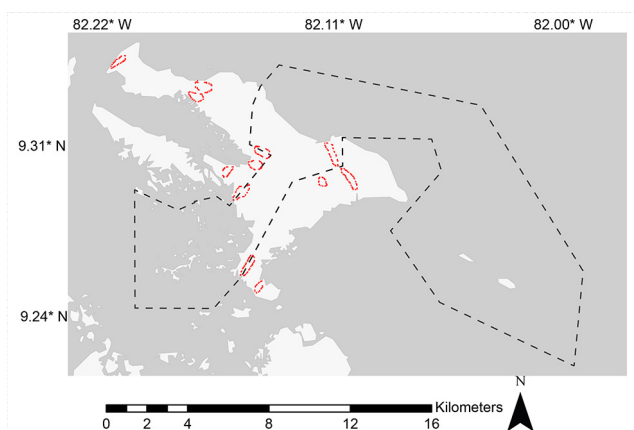 82.22* W 82.11* W 82.00* W
9.31* N
9.24* N
N
Kilometers
0 2 4 8 12 16